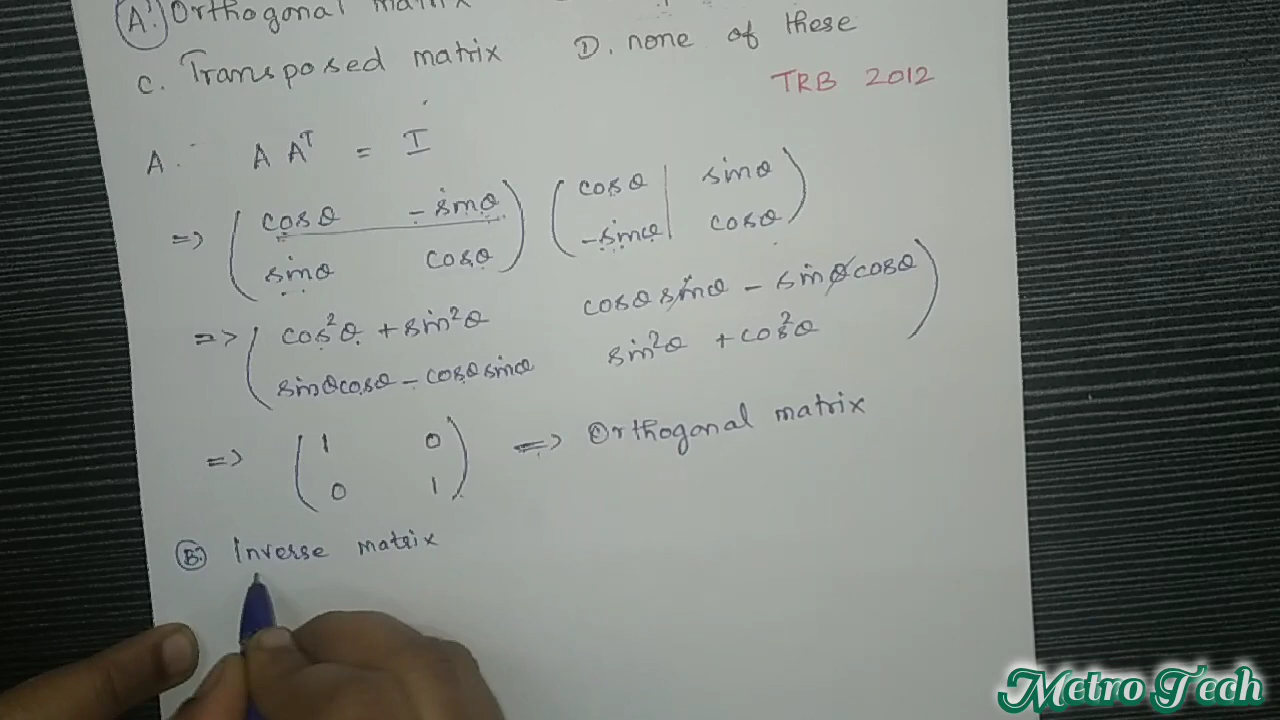 (A.) Orthogonal matrix
C. Transposed matrix D. none of these
TRB 2012
A. A Aᵀ = I
=> ( cosθ -sinθ ) ( cosθ | sinθ )
( sinθ cosθ ) ( -sinθ | cosθ )
=> ( cos²θ + sin²θ cosθ sinθ - sinθ cosθ )
( sinθ cosθ - cosθ sinθ sin²θ + cos²θ )
=> ( 1 0 ) => Orthogonal matrix
( 0 1 )
(B.) Inverse matrix
Metro Tech